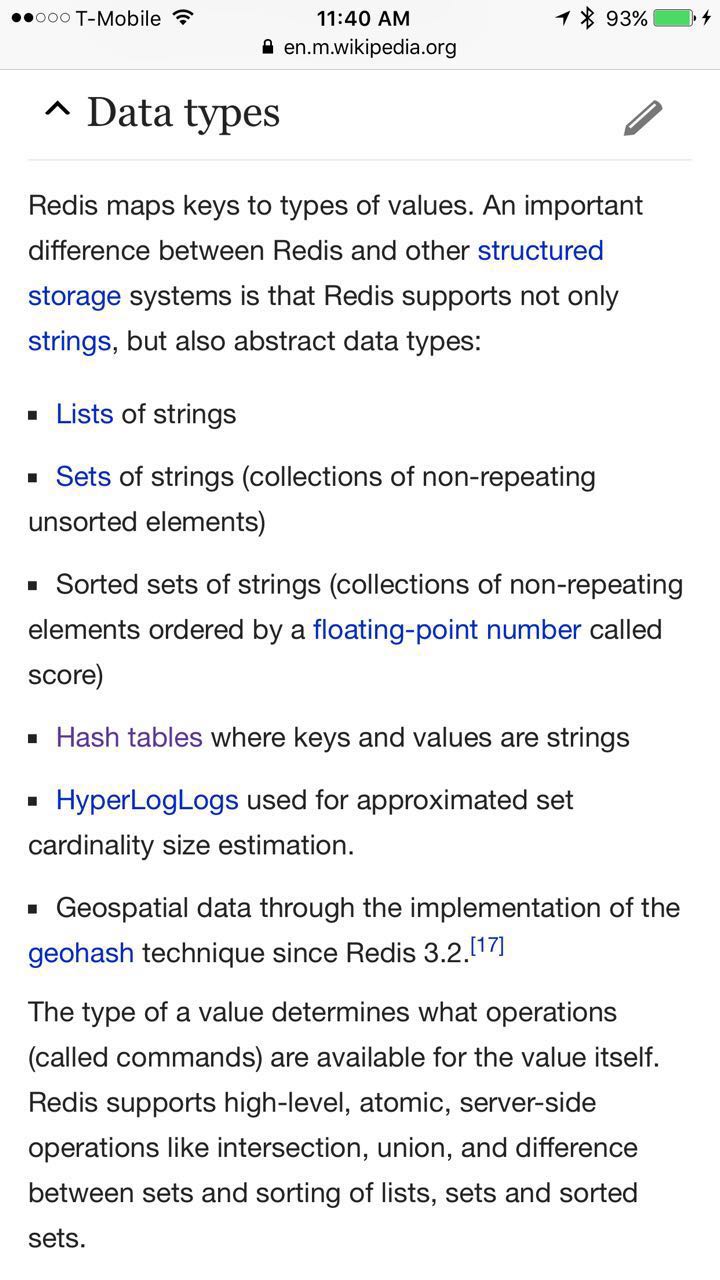 T-Mobile 11:40 AM 93%
en.m.wikipedia.org
Data types
Redis maps keys to types of values. An important
difference between Redis and other structured
storage systems is that Redis supports not only
strings, but also abstract data types:
▪ Lists of strings
▪ Sets of strings (collections of non-repeating
unsorted elements)
▪ Sorted sets of strings (collections of non-repeating
elements ordered by a floating-point number called
score)
▪ Hash tables where keys and values are strings
▪ HyperLogLogs used for approximated set
cardinality size estimation.
▪ Geospatial data through the implementation of the
geohash technique since Redis 3.2.[17]
The type of a value determines what operations
(called commands) are available for the value itself.
Redis supports high-level, atomic, server-side
operations like intersection, union, and difference
between sets and sorting of lists, sets and sorted
sets.